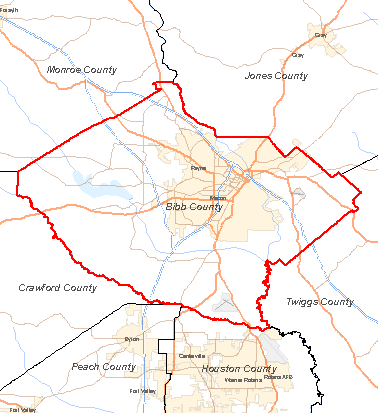 Forsyth
Gray
Gray
Monroe County
Jones County
Payne
Macon
Bibb County
Crawford County
Twiggs County
Byron
Centerville
Peach County
Houston County
Robins AFB
Warner Robins
Fort Valley
Fort Valley